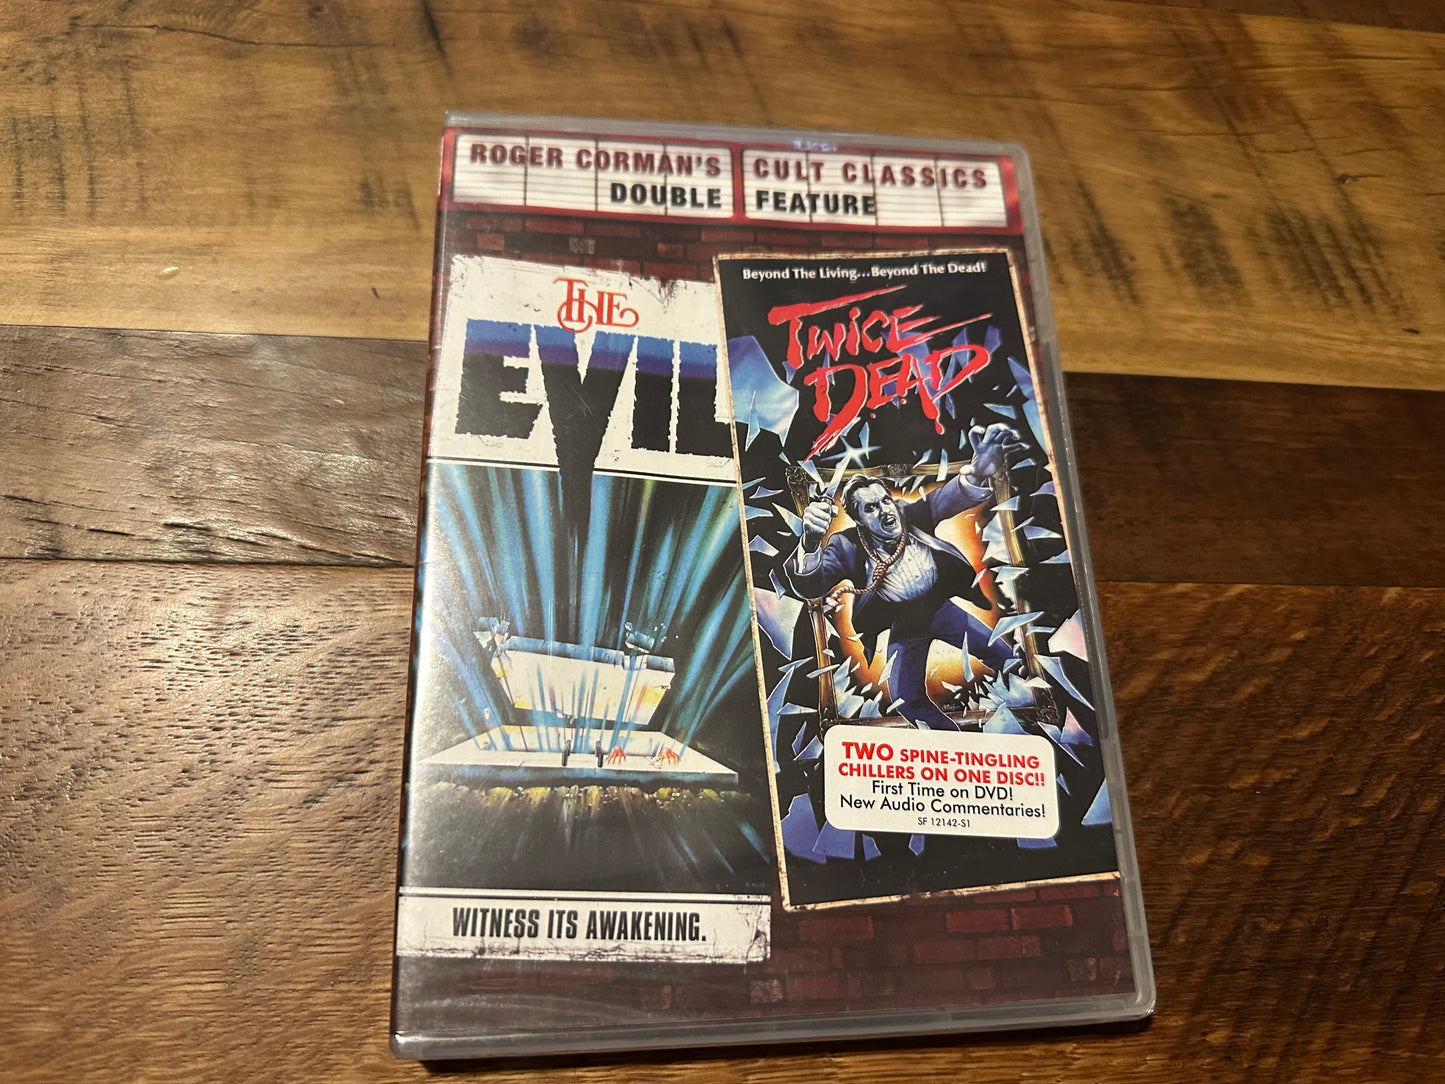 ROGER CORMAN'S CULT CLASSICS
DOUBLE FEATURE
THE
EVIL
WITNESS ITS AWAKENING.
Beyond The Living...Beyond The Dead!
TWICE
DEAD
TWO SPINE-TINGLING
CHILLERS ON ONE DISC!!
First Time on DVD!
New Audio Commentaries!
SF 12142-S1